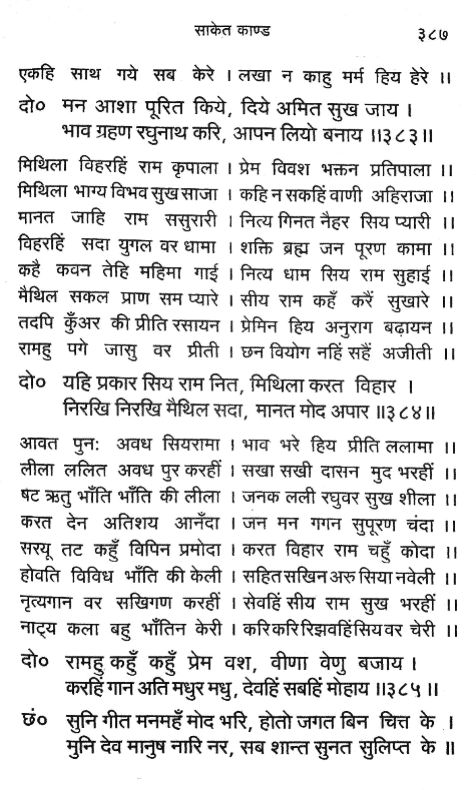 साकेत काण्ड ३८७
एकहि साथ गये सब केरे । लखा न काहु मर्म हिय हेरे ।।
दो० मन आशा पूरित किये, दिये अमित सुख जाय ।
भाव ग्रहण रघुनाथ करि, आपन लियो बनाय ।।३८३।।
मिथिला विहरहिं राम कृपाला । प्रेम विवश भक्तन प्रतिपाला ।।
मिथिला भाग्य विभव सुख साजा । कहि न सकहिं वाणी अहिराजा ।।
मानत जाहि राम ससुरारी । नित्य गिनत नैहर सिय प्यारी ।।
विहरहिं सदा युगल वर धामा । शक्ति ब्रह्म जन पूरण कामा ।।
कहै कवन तेहि महिमा गाई । नित्य धाम सिय राम सुहाई ।।
मैथिल सकल प्राण सम प्यारे । सीय राम कहँ करैं सुखारे ।।
तदपि कुँअर की प्रीति रसायन । प्रेमिन हिय अनुराग बढ़ायन ।।
रामहु पगे जासु वर प्रीती । छन वियोग नहिं सहैं अजीती ।।
दो० यहि प्रकार सिय राम नित, मिथिला करत विहार ।
निरखि निरखि मैथिल सदा, मानत मोद अपार ।।३८४।।
आवत पुनः अवध सियरामा । भाव भरे हिय प्रीति ललामा ।।
लीला ललित अवध पुर करहीं । सखा सखी दासन मुद भरहीं ।।
षट ऋतु भाँति भाँति की लीला । जनक लली रघुवर सुख शीला ।।
करत देन अतिशय आनँदा । जन मन गगन सुपूरण चंदा ।।
सरयू तट कहुँ विपिन प्रमोदा । करत विहार राम चहुँ कोदा ।।
होवति विविध भाँति की केली । सहित सखिन अरु सिया नवेली ।।
नृत्यगान वर सखिगण करहीं । सेवहिं सीय राम सुख भरहीं ।।
नाट्य कला बहु भाँतिन केरी । करि करि रिझवहिं सिय वर चेरी ।।
दो० रामहु कहुँ कहुँ प्रेम वश, वीणा वेणु बजाय ।
करहिं गान अति मधुर मधु, देवहिं सबहिं मोहाय ।।३८५।।
छं० सुनि गीत मनमहँ मोद भरि, होतो जगत बिन चित्त के ।
मुनि देव मानुष नारि नर, सब शान्त सुनत सुलिप्त के ।।